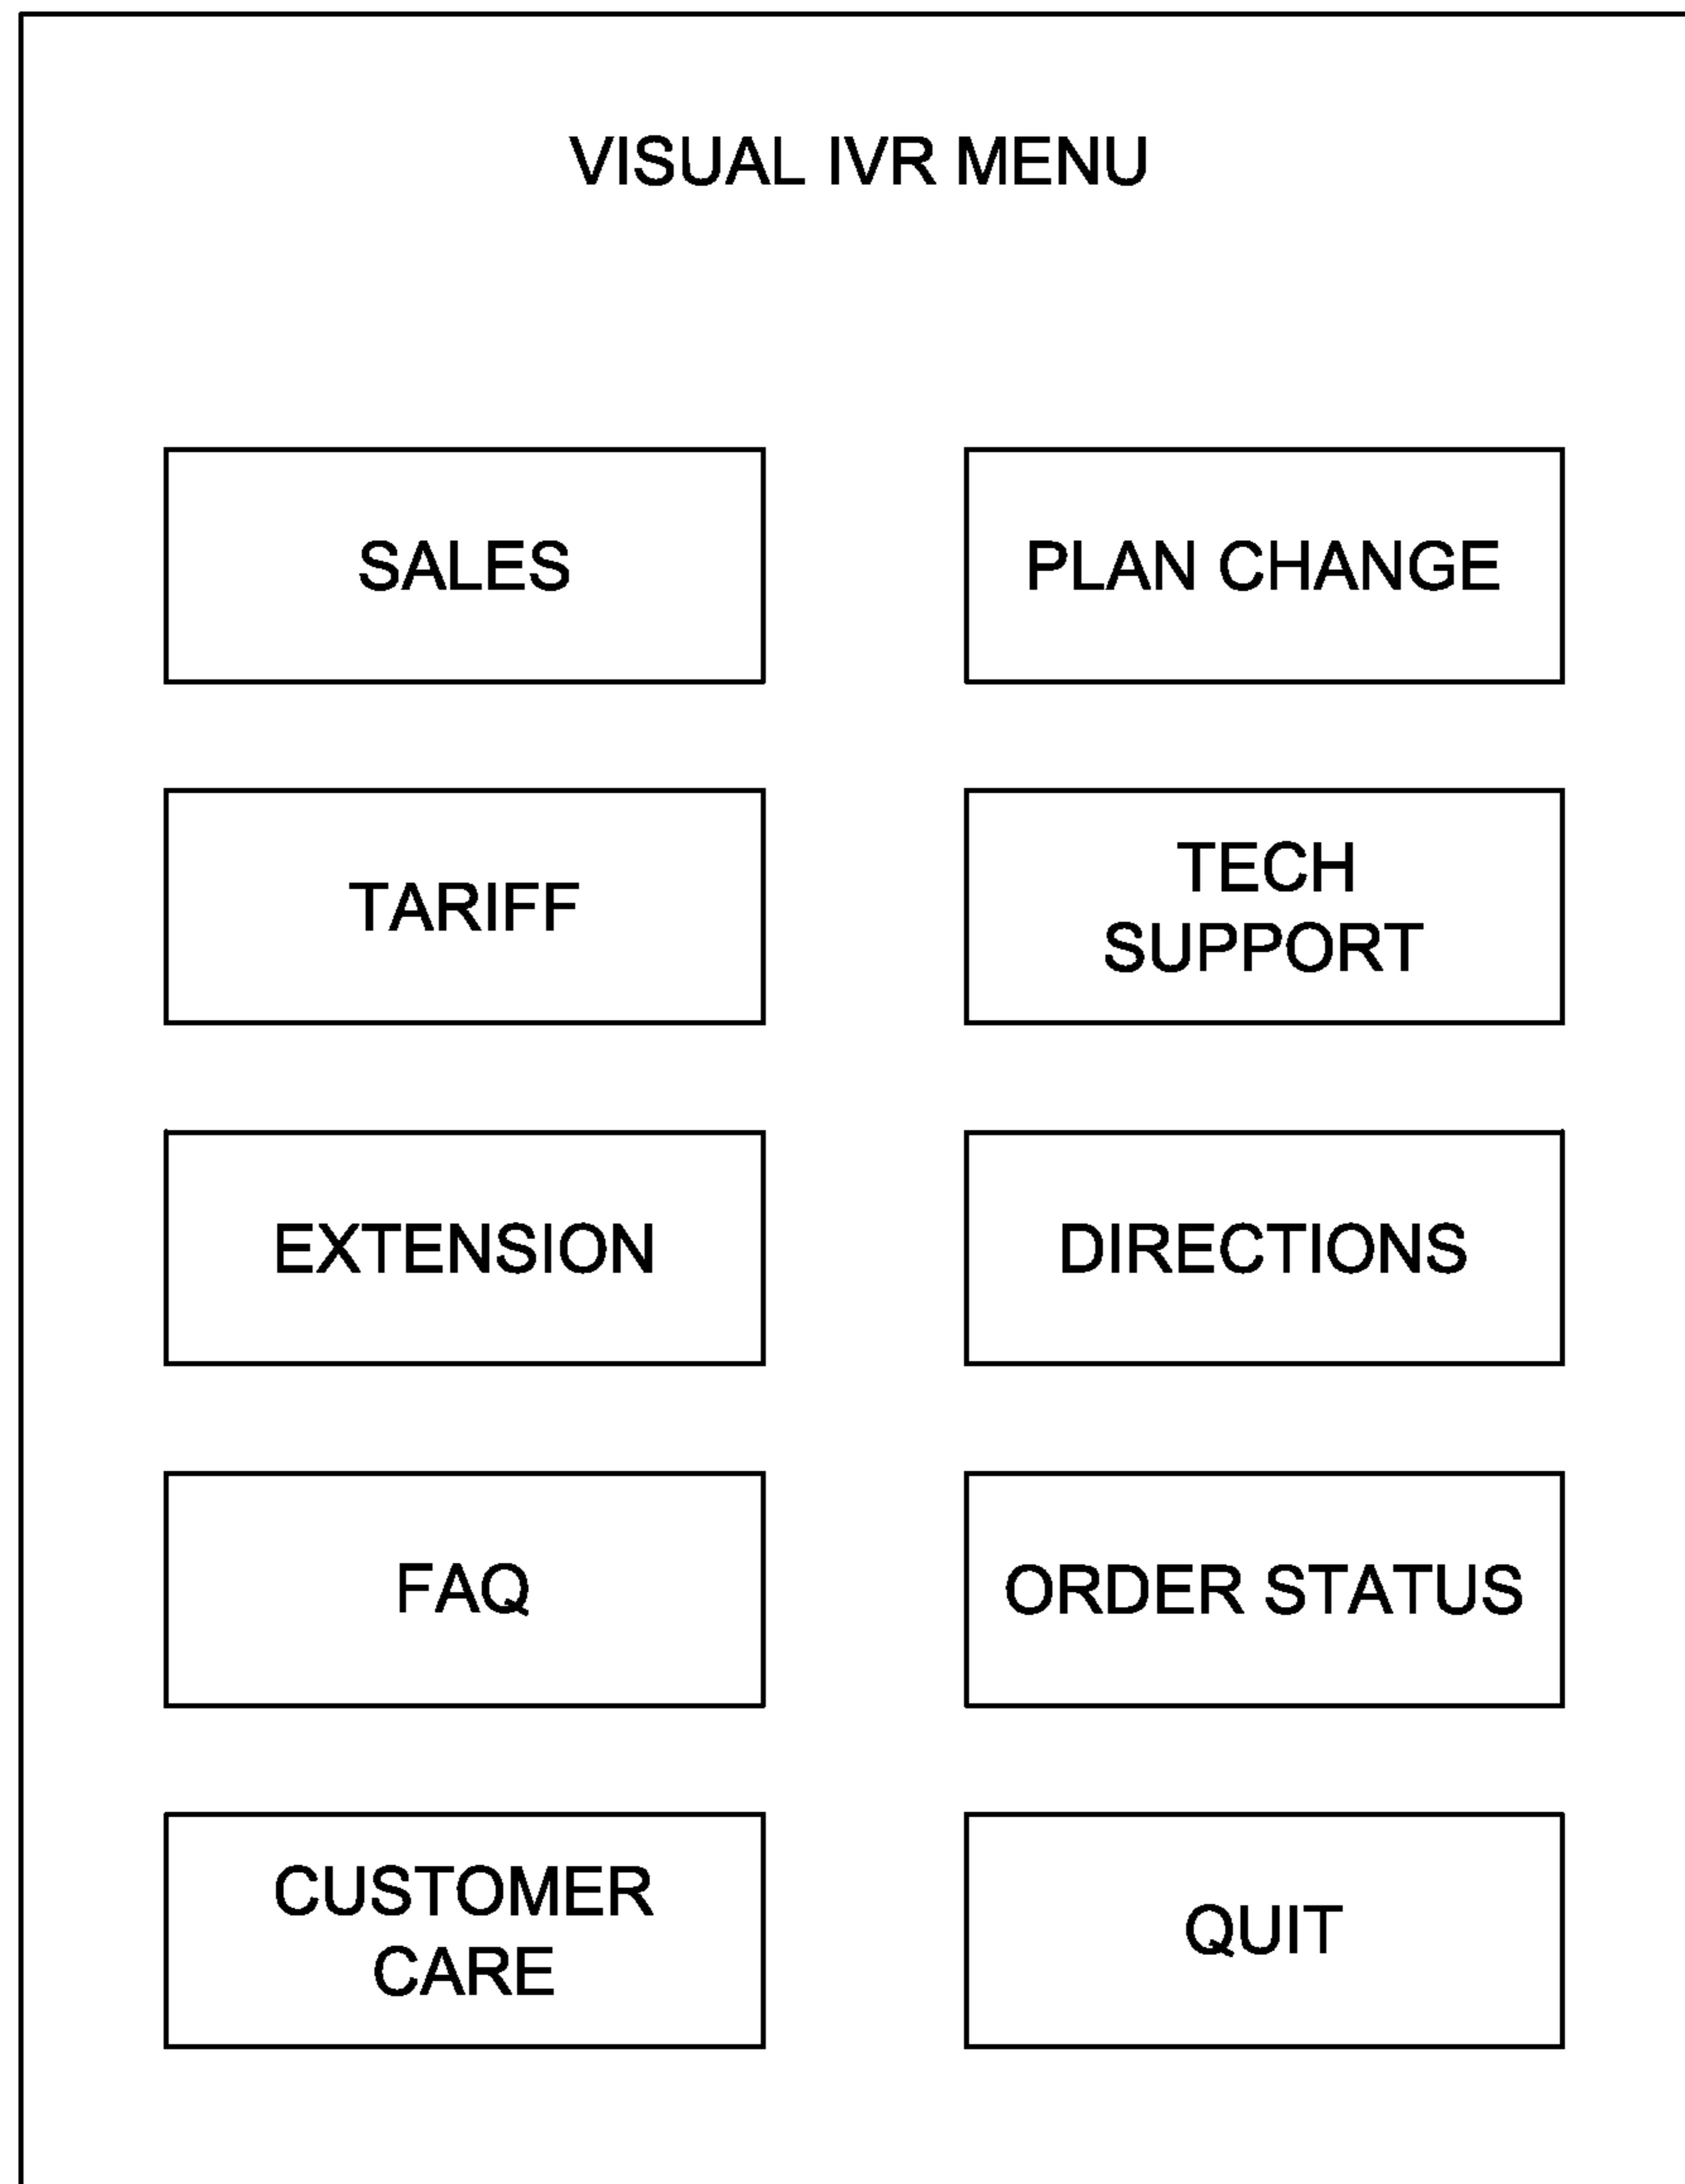 VISUAL IVR MENU
SALES
PLAN CHANGE
TARIFF
TECH
SUPPORT
EXTENSION
DIRECTIONS
FAQ
ORDER STATUS
CUSTOMER
CARE
QUIT